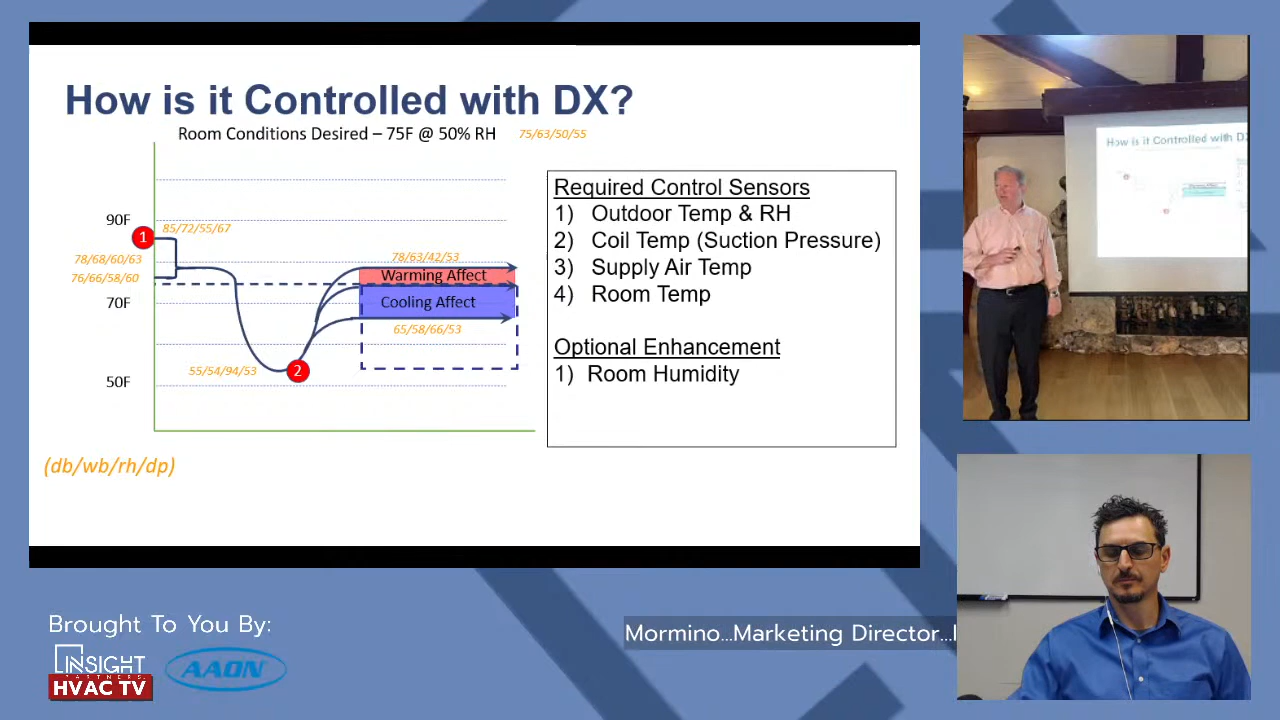 How is it Controlled with DX?
Room Conditions Desired – 75F @ 50% RH
75/63/50/55
90F
1
85/72/55/67
78/68/60/63
76/66/58/60
70F
78/63/42/53
Warming Affect
Cooling Affect
65/58/66/53
55/54/94/53
2
50F
(db/wb/rh/dp)
Required Control Sensors
1) Outdoor Temp & RH
2) Coil Temp (Suction Pressure)
3) Supply Air Temp
4) Room Temp
Optional Enhancement
1) Room Humidity
How is it Controlled with DX
Brought To You By:
INSIGHT
PARTNERS
HVAC TV
AAON
Mormino...Marketing Director...